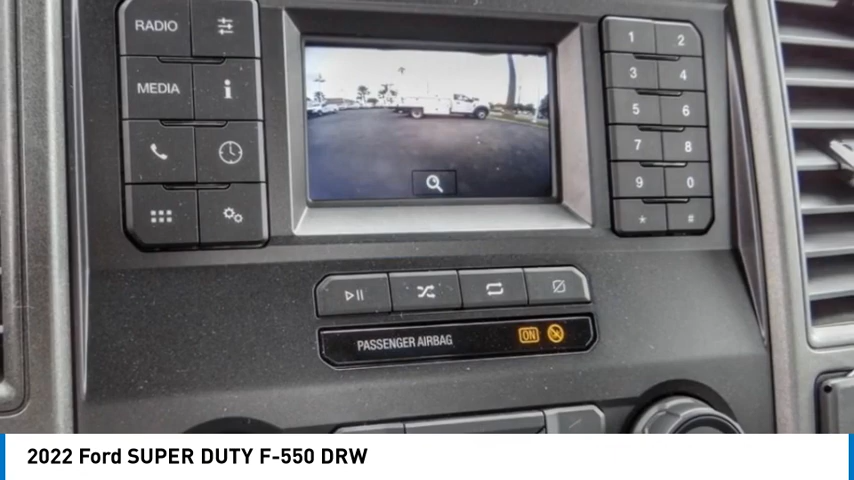 RADIO
MEDIA
i
1 2
3 4
5 6
7 8
9 0
* #
PASSENGER AIRBAG ON
2022 Ford SUPER DUTY F-550 DRW